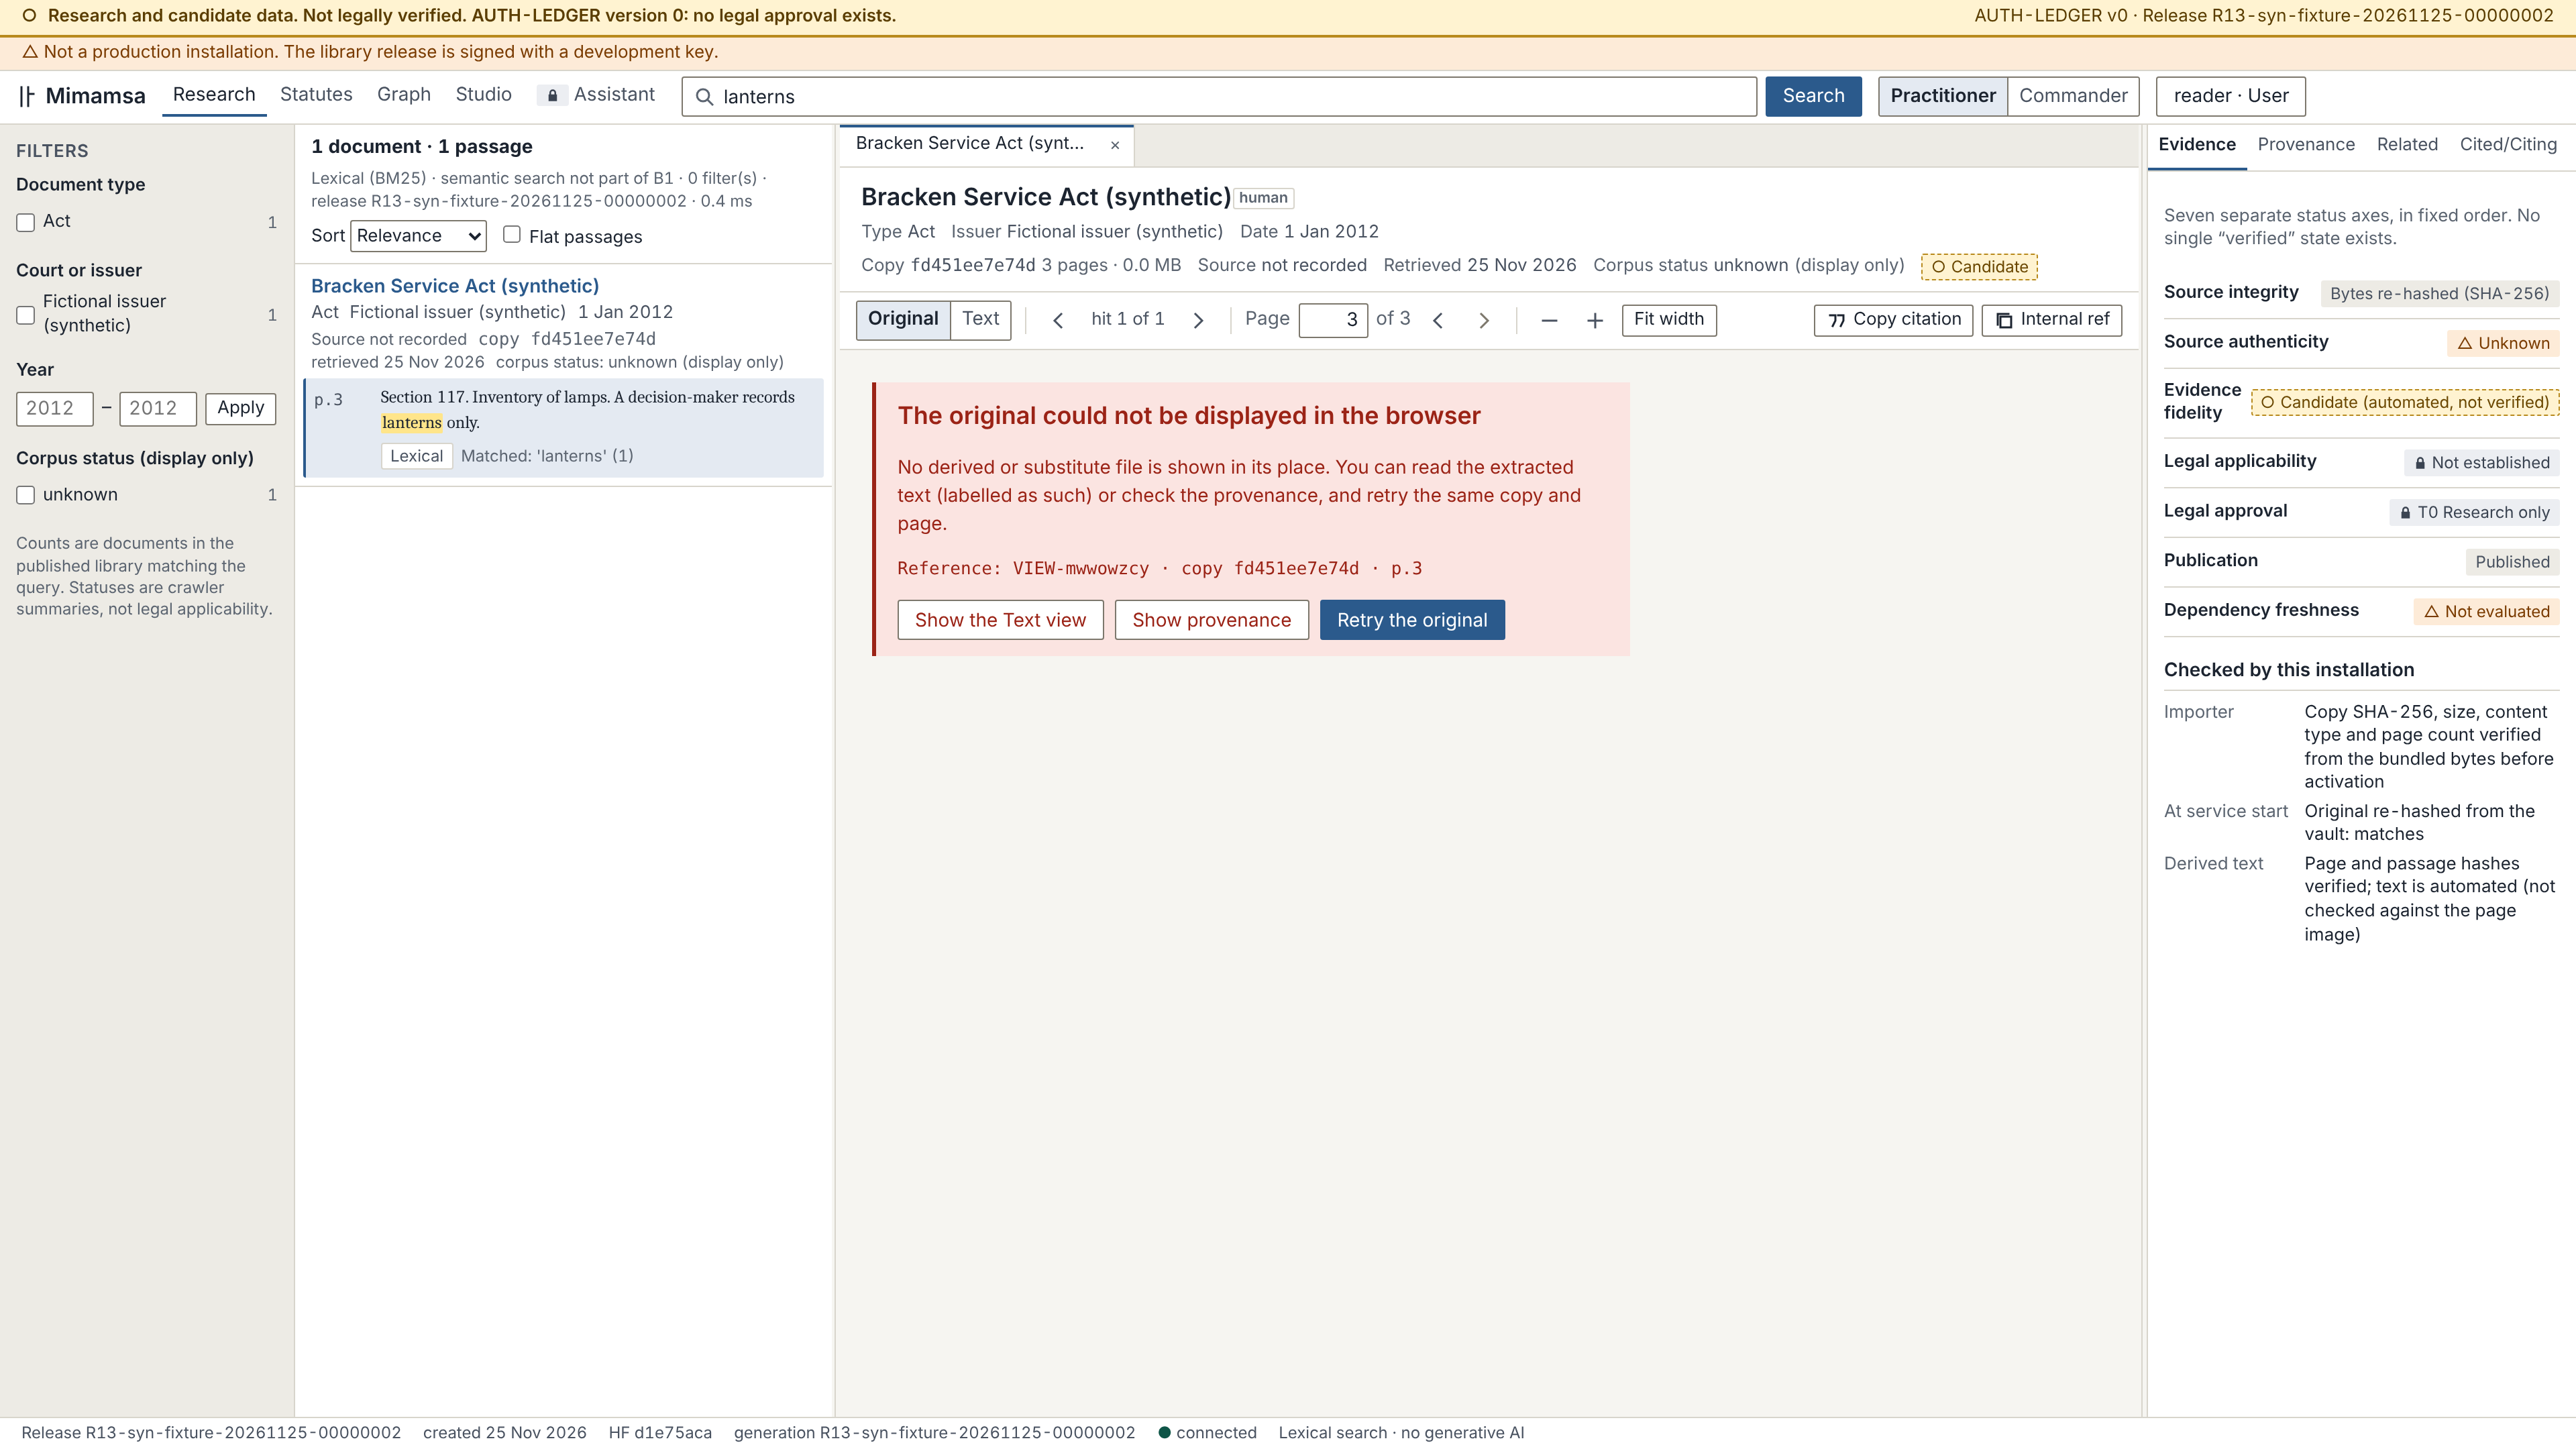 Research and candidate data. Not legally verified. AUTH-LEDGER version 0: no legal approval exists.
AUTH-LEDGER v0 · Release R13-syn-fixture-20261125-00000002
Not a production installation. The library release is signed with a development key.
Mimamsa
Research
Statutes
Graph
Studio
Assistant
lanterns
Search
Practitioner
Commander
reader · User
FILTERS
Document type
Act 1
Court or issuer
Fictional issuer
(synthetic) 1
Year
2012 – 2012 Apply
Corpus status (display only)
unknown 1
Counts are documents in the
published library matching the
query. Statuses are crawler
summaries, not legal applicability.
1 document · 1 passage
Lexical (BM25) · semantic search not part of B1 · 0 filter(s) ·
release R13-syn-fixture-20261125-00000002 · 0.4 ms
Sort Relevance Flat passages
Bracken Service Act (synthetic)
Act Fictional issuer (synthetic) 1 Jan 2012
Source not recorded copy fd451ee7e74d
retrieved 25 Nov 2026 corpus status: unknown (display only)
p.3 Section 117. Inventory of lamps. A decision-maker records
lanterns only.
Lexical Matched: 'lanterns' (1)
Bracken Service Act (synt... ×
Bracken Service Act (synthetic) human
Type Act Issuer Fictional issuer (synthetic) Date 1 Jan 2012
Copy fd451ee7e74d 3 pages · 0.0 MB Source not recorded Retrieved 25 Nov 2026 Corpus status unknown (display only) Candidate
Original Text hit 1 of 1 Page 3 of 3 Fit width Copy citation Internal ref
The original could not be displayed in the browser
No derived or substitute file is shown in its place. You can read the extracted
text (labelled as such) or check the provenance, and retry the same copy and
page.
Reference: VIEW-mwwowzcy · copy fd451ee7e74d · p.3
Show the Text view
Show provenance
Retry the original
Evidence
Provenance
Related
Cited/Citing
Seven separate status axes, in fixed order. No
single “verified” state exists.
Source integrity Bytes re-hashed (SHA-256)
Source authenticity Unknown
Evidence
fidelity Candidate (automated, not verified)
Legal applicability Not established
Legal approval T0 Research only
Publication Published
Dependency freshness Not evaluated
Checked by this installation
Importer Copy SHA-256, size, content
type and page count verified
from the bundled bytes before
activation
At service start Original re-hashed from the
vault: matches
Derived text Page and passage hashes
verified; text is automated (not
checked against the page
image)
Release R13-syn-fixture-20261125-00000002 created 25 Nov 2026 HF d1e75aca generation R13-syn-fixture-20261125-00000002 connected Lexical search · no generative AI